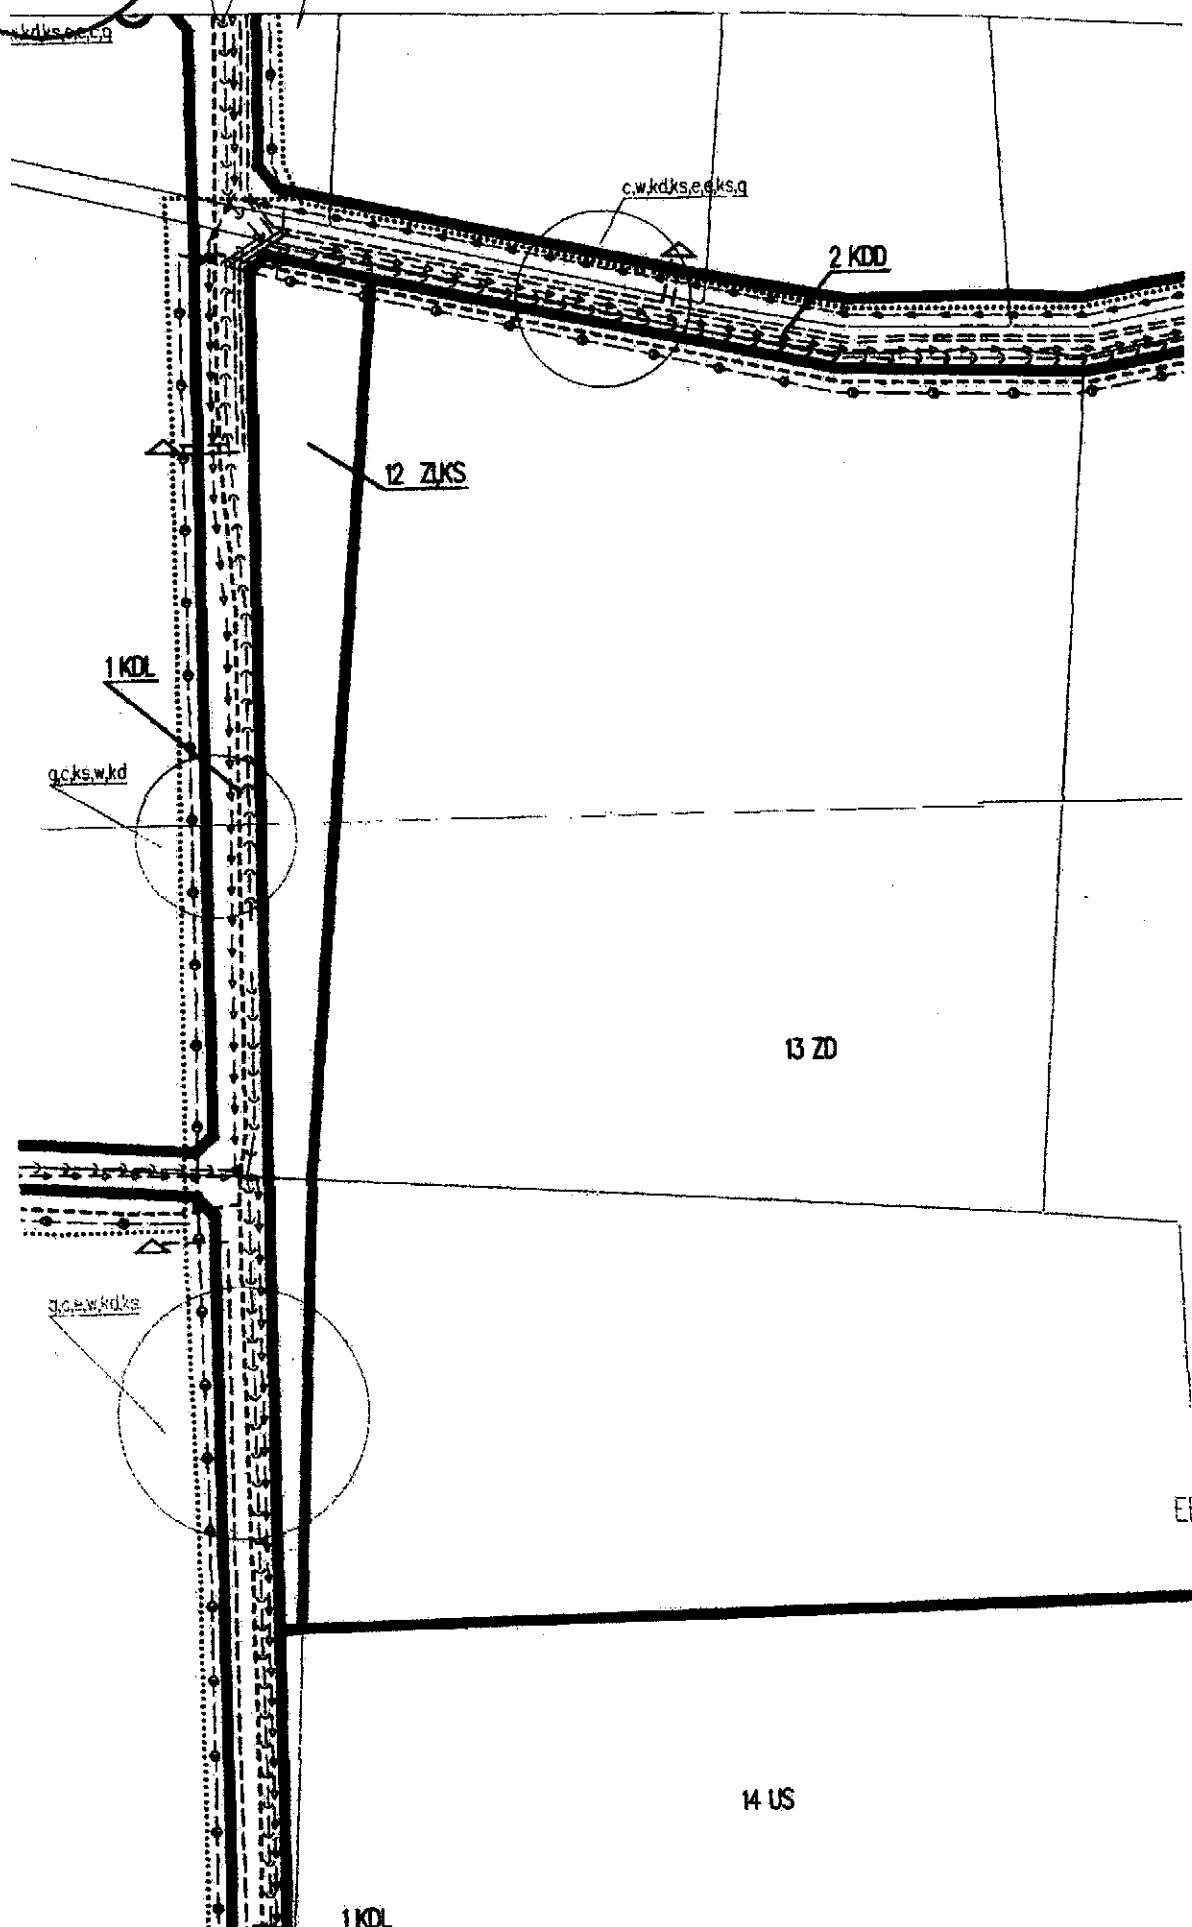 c,w,kd,ks,e,e,ks,g
2 KDD
12 ZI,KS
1 KDL
g,c,ks,w,kd
13 ZD
g,c,e,w,kd,ks
14 US
1 KDL